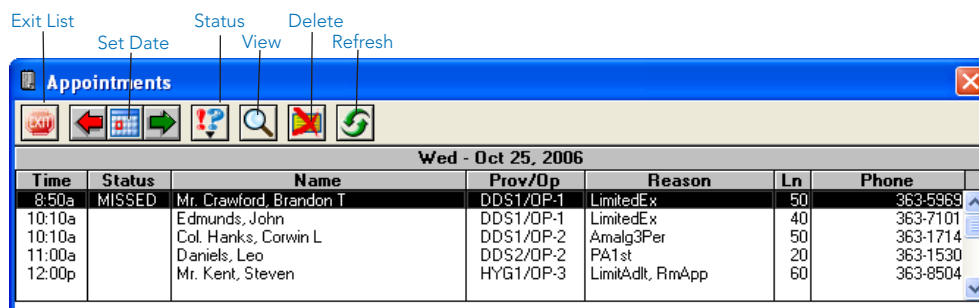 Exit List Status Delete
Set Date View Refresh
Appointments
EXIT
Wed - Oct 25, 2006
Time Status Name Prov/Op Reason Ln Phone
8:50a MISSED Mr. Crawford, Brandon T DDS1/OP-1 LimitedEx 50 363-5969
10:10a Edmunds, John DDS1/OP-1 LimitedEx 40 363-7101
10:10a Col. Hanks, Corwin L DDS1/OP-2 Amalg3Per 50 363-1714
11:00a Daniels, Leo DDS2/OP-2 PA1st 20 363-1530
12:00p Mr. Kent, Steven HYG1/OP-3 LimitAdlt, RmApp 60 363-8504